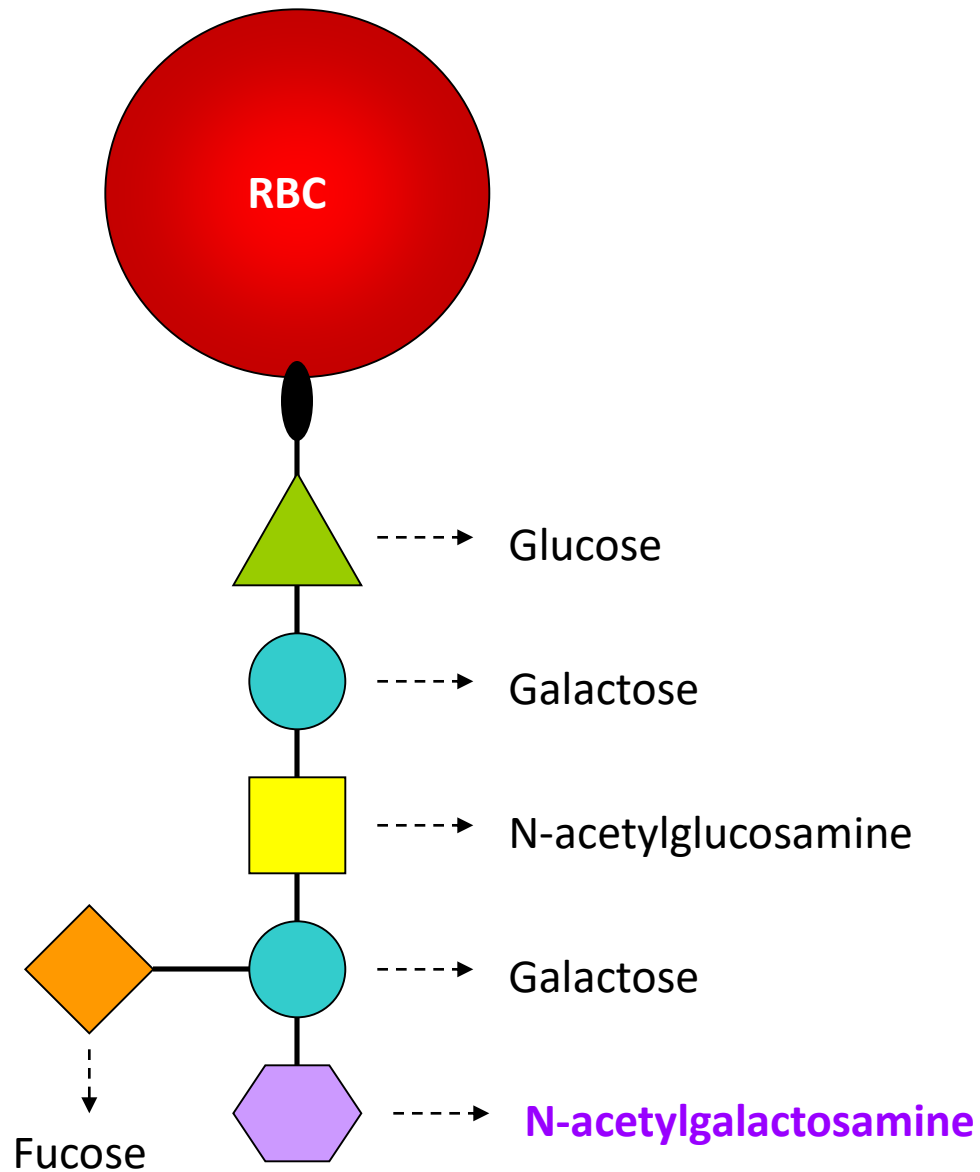 RBC
Glucose
Galactose
N-acetylglucosamine
Galactose
N-acetylgalactosamine
Fucose